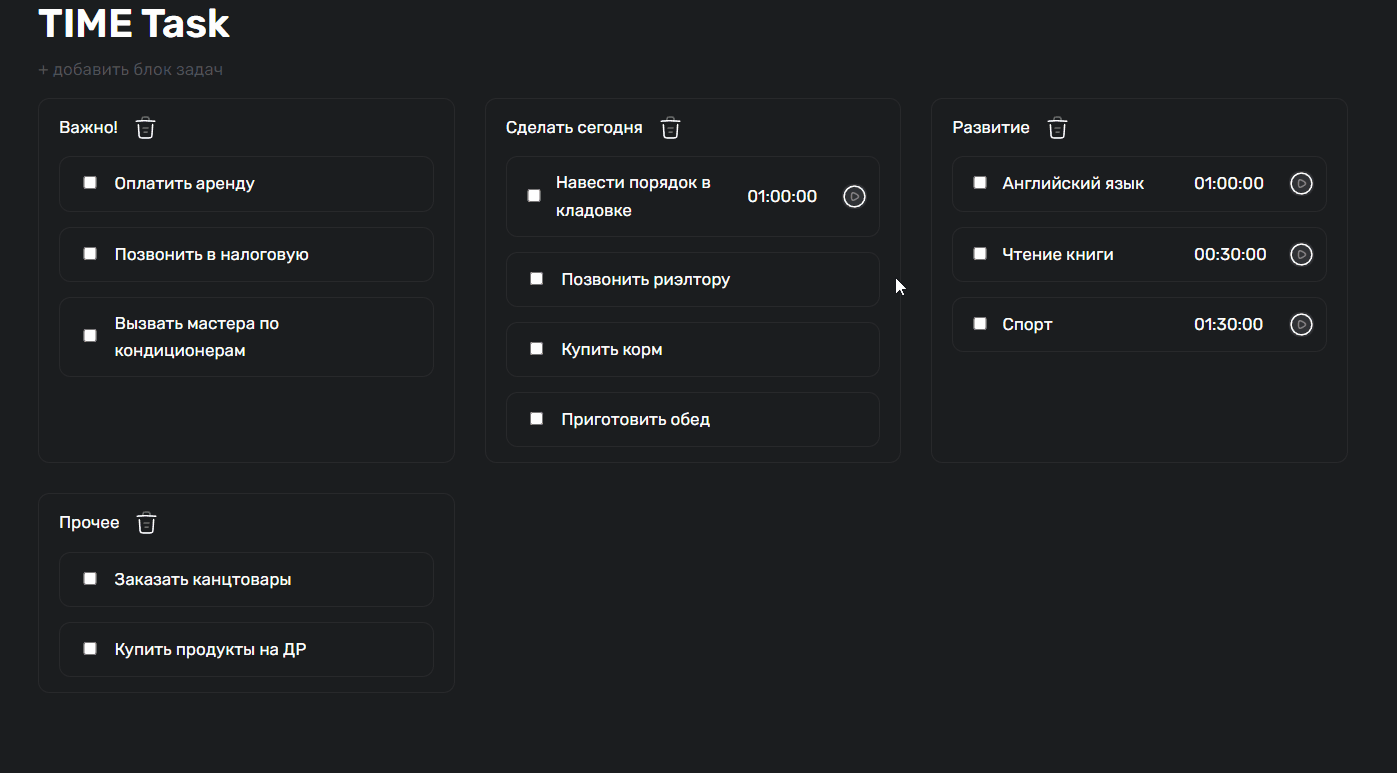 TIME Task
+ добавить блок задач
Важно!
Оплатить аренду
Позвонить в налоговую
Вызвать мастера по
кондиционерам
Сделать сегодня
Навести порядок в
кладовке
01:00:00
Позвонить риэлтору
Купить корм
Приготовить обед
Развитие
Английский язык 01:00:00
Чтение книги 00:30:00
Спорт 01:30:00
Прочее
Заказать канцтовары
Купить продукты на ДР